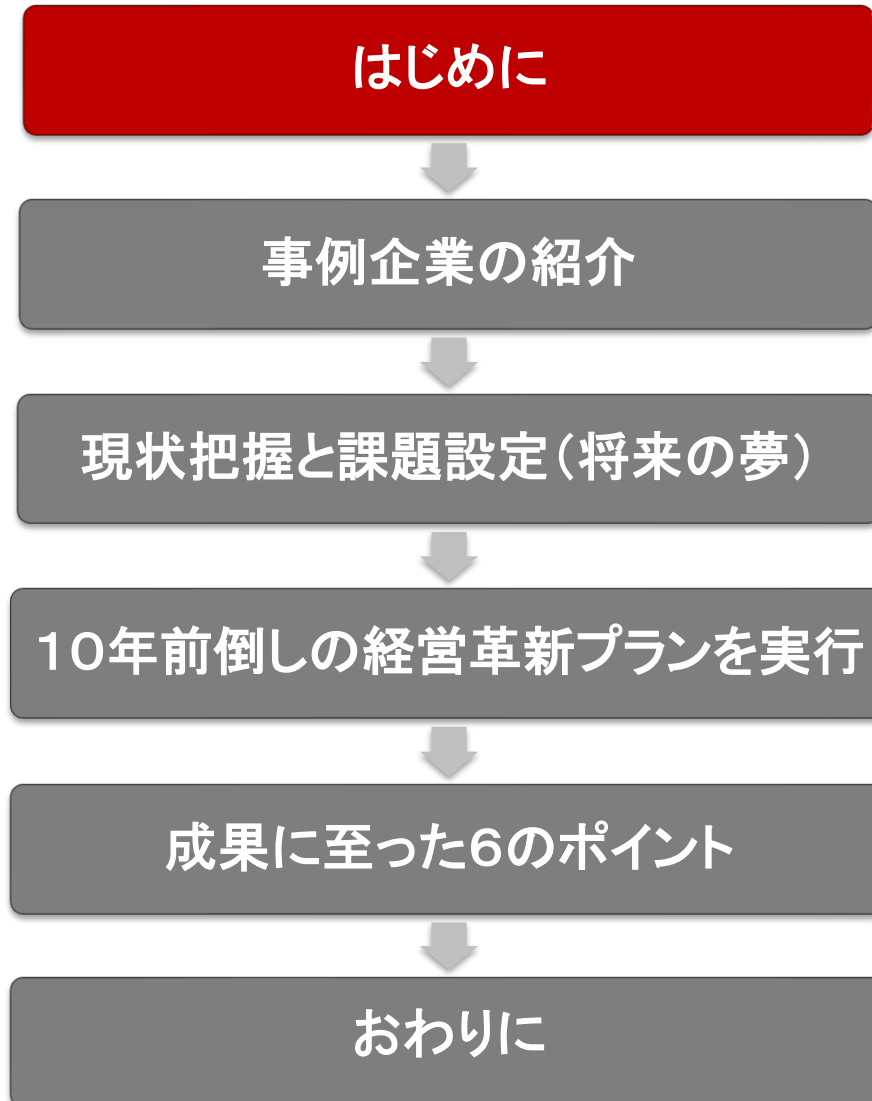 はじめに
事例企業の紹介
現状把握と課題設定（将来の夢）
１０年前倒しの経営革新プランを実行
成果に至った６のポイント
おわりに